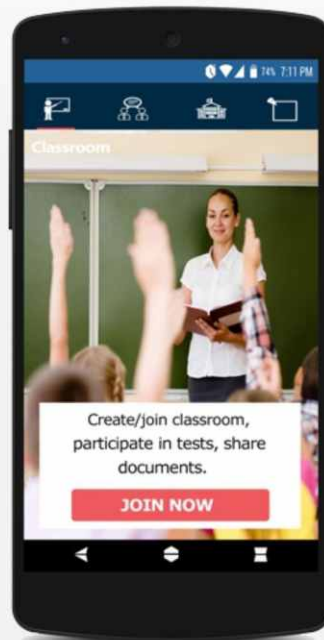 74% 7:11 PM
Classroom
Create/join classroom,
participate in tests, share
documents.
JOIN NOW